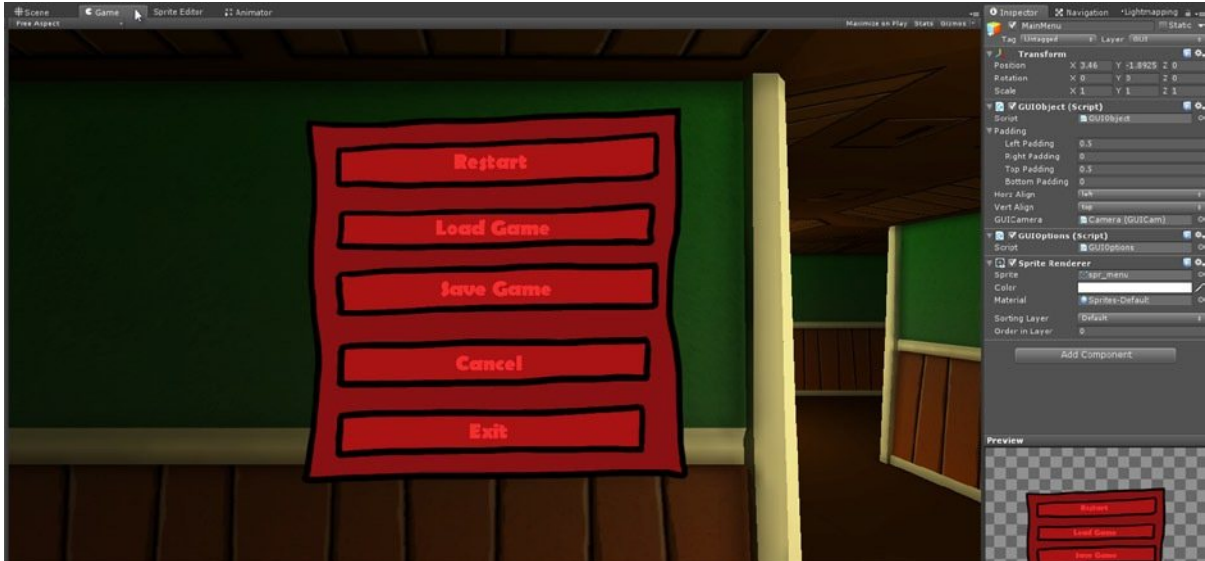 Scene Game Sprite Editor Animator
Free Aspect Maximize on Play Stats Gizmos
Restart
Load Game
Save Game
Cancel
Exit
Inspector Navigation Lightmapping
MainMenu Static
Tag Untagged Layer GUI
Transform
Position X 3.46 Y -1.8925 Z 0
Rotation X 0 Y 0 Z 0
Scale X 1 Y 1 Z 1
GUIObject (Script)
Script GUIObject
Padding
Left Padding 0.5
Right Padding 0
Top Padding 0.5
Bottom Padding 0
Horz Align left
Vert Align top
GUICamera Camera (GUICam)
GUIOptions (Script)
Script GUIOptions
Sprite Renderer
Sprite spr_menu
Color
Material Sprites-Default
Sorting Layer Default
Order in Layer 0
Add Component
Preview
Restart
Load Game
Save Game